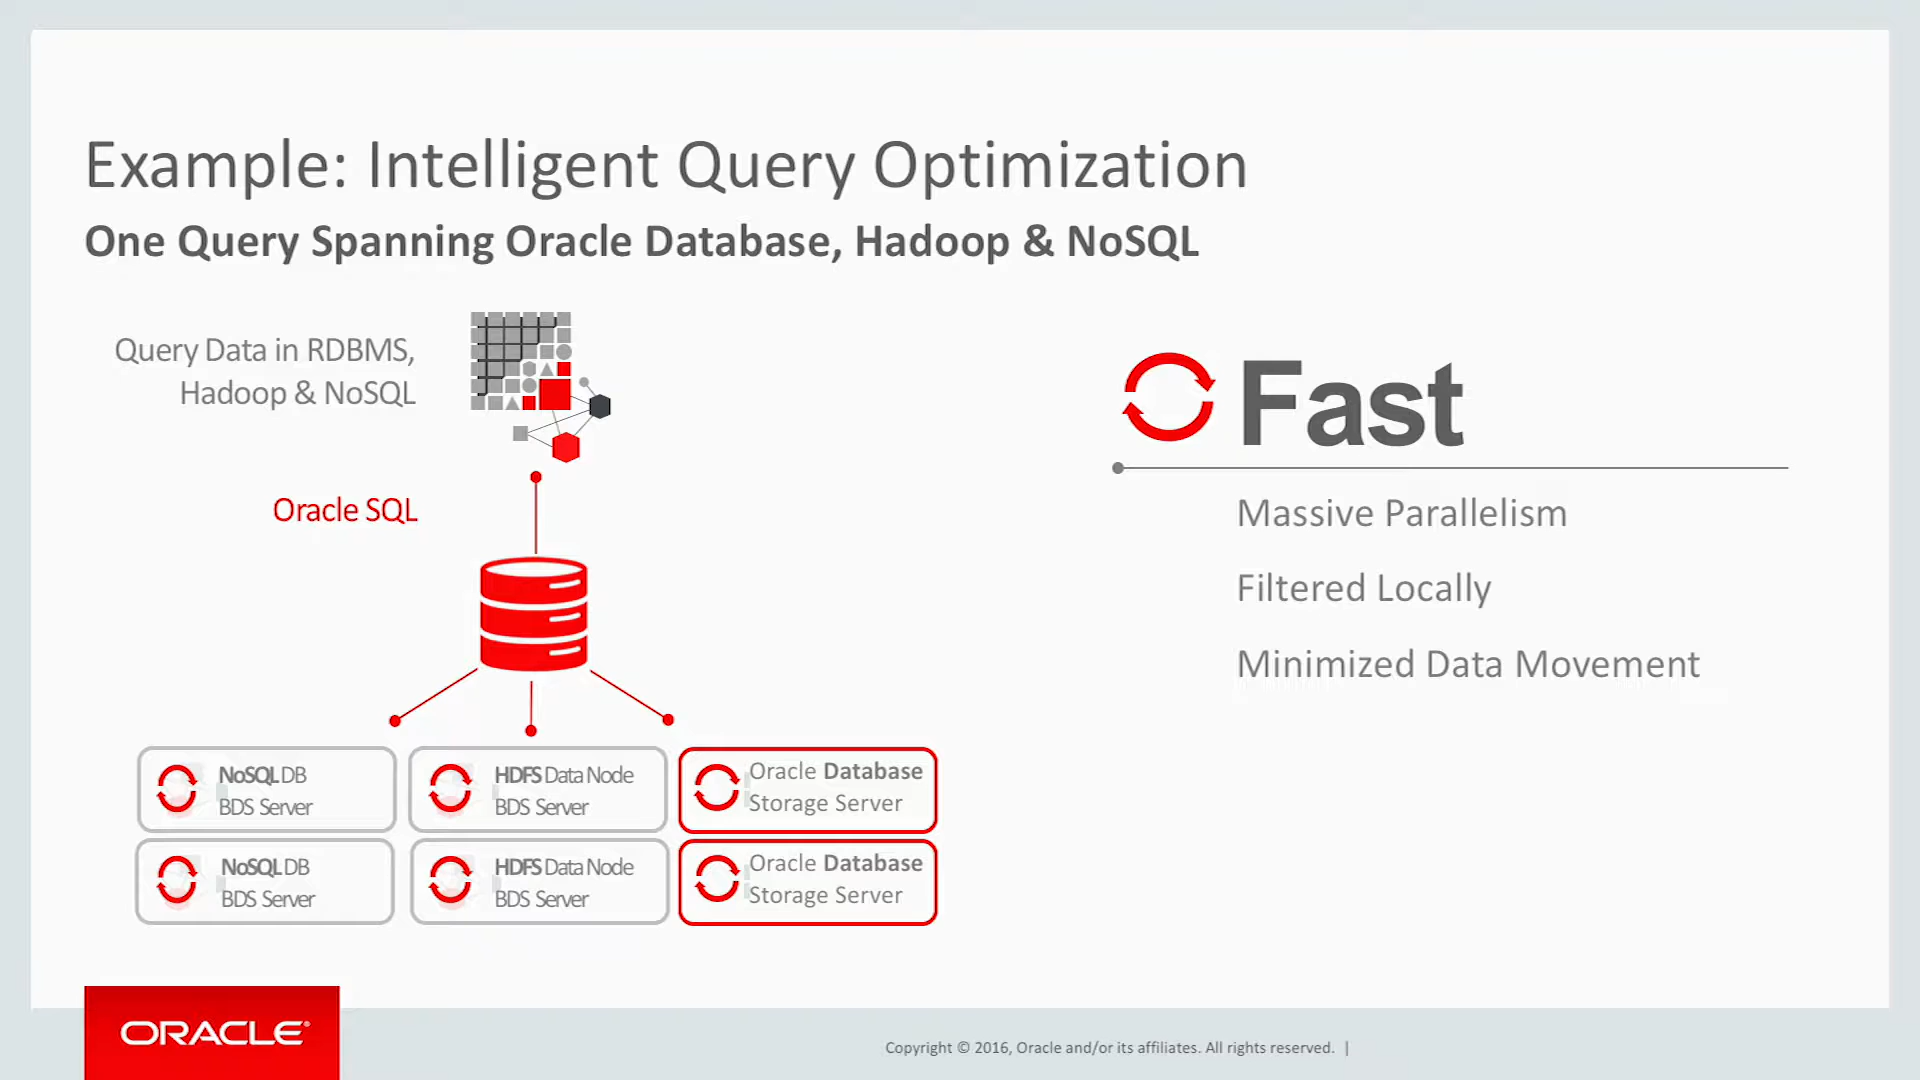 Example: Intelligent Query Optimization
One Query Spanning Oracle Database, Hadoop & NoSQL
Query Data in RDBMS,
Hadoop & NoSQL
Oracle SQL
NoSQL DB
BDS Server
HDFS Data Node
BDS Server
Oracle Database
Storage Server
NoSQL DB
BDS Server
HDFS Data Node
BDS Server
Oracle Database
Storage Server
Fast
Massive Parallelism
Filtered Locally
Minimized Data Movement
ORACLE®
Copyright © 2016, Oracle and/or its affiliates. All rights reserved. |